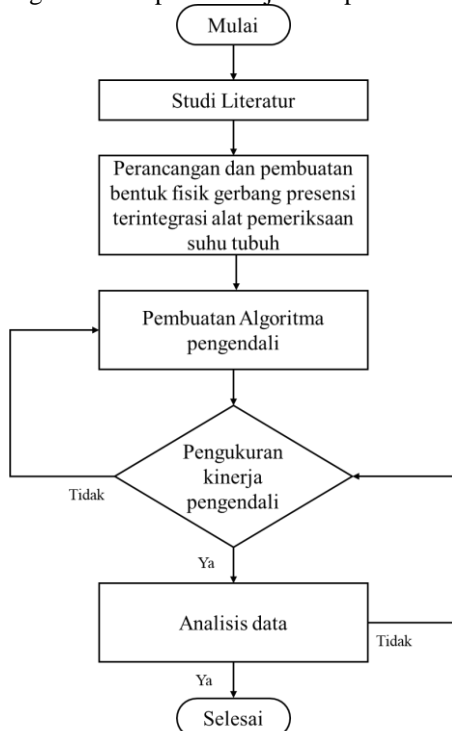 Mulai
Studi Literatur
Perancangan dan pembuatan
bentuk fisik gerbang presensi
terintegrasi alat pemeriksaan
suhu tubuh
Pembuatan Algoritma
pengendali
Pengukuran
kinerja
pengendali
Tidak
Ya
Analisis data
Tidak
Ya
Selesai